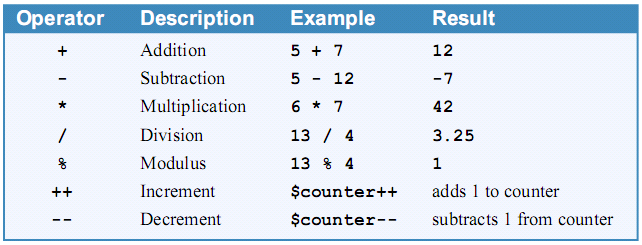 Operator Description Example Result
+ Addition 5 + 7 12
- Subtraction 5 - 12 -7
* Multiplication 6 * 7 42
/ Division 13 / 4 3.25
% Modulus 13 % 4 1
++ Increment $counter++ adds 1 to counter
-- Decrement $counter-- subtracts 1 from counter